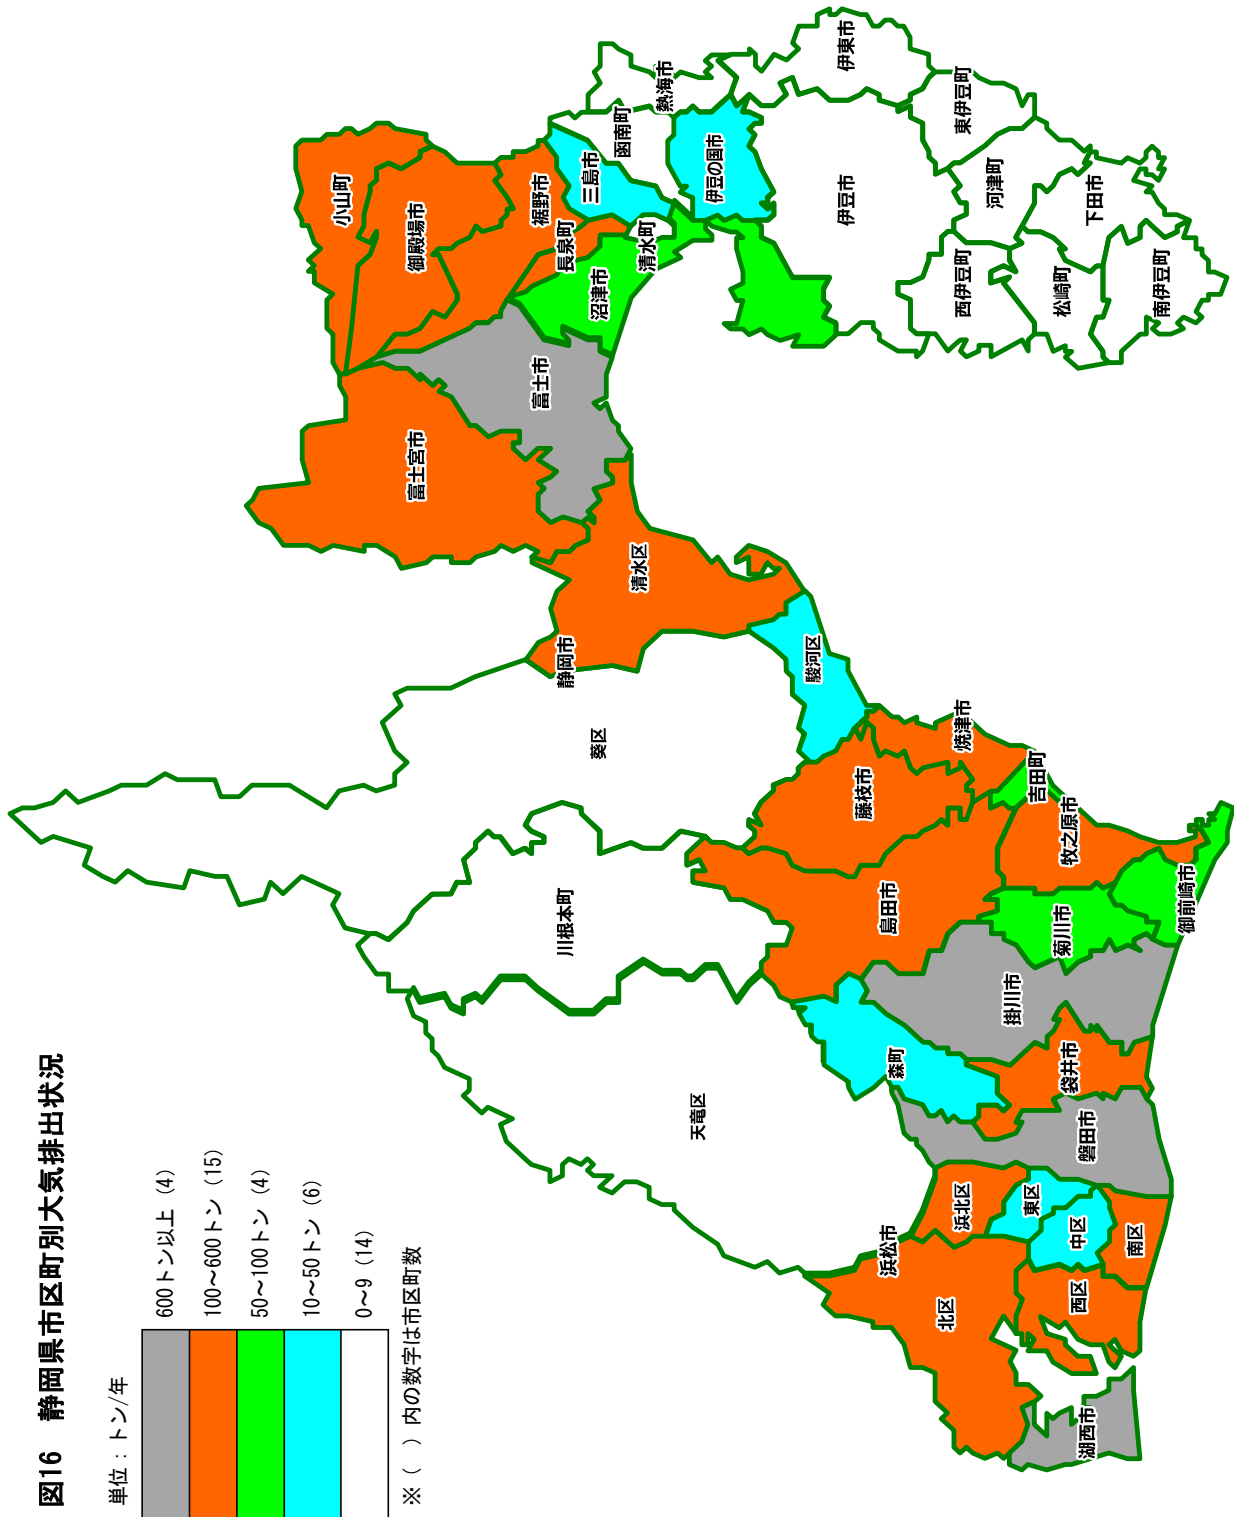 図16 静岡県市区町別大気排出状況
単位：トン/年
600トン以上 (4)
100～600トン (15)
50～100トン (4)
10～50トン (6)
0～9 (14)
※（ ）内の数字は市区町数
小山町
御殿場市
裾野市
長泉町
三島市
函南町
熱海市
清水町
沼津市
伊豆の国市
伊東市
伊豆市
東伊豆町
河津町
西伊豆町
下田市
松崎町
南伊豆町
富士市
富士宮市
清水区
静岡市
駿河区
葵区
焼津市
藤枝市
吉田町
牧之原市
島田市
川根本町
御前崎市
菊川市
掛川市
森町
袋井市
磐田市
天竜区
浜松市
浜北区
東区
中区
南区
西区
北区
湖西市